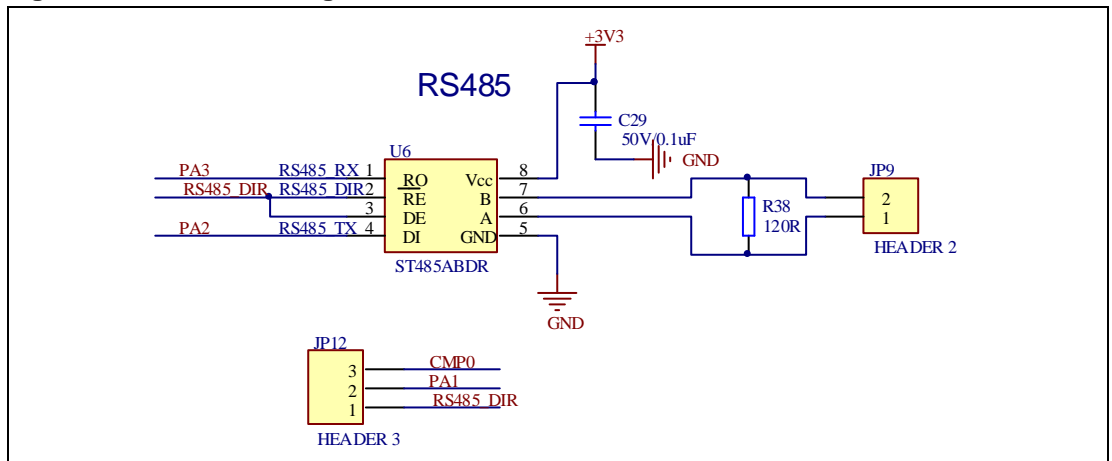 +3V3
RS485
C29
50V/0.1uF
GND
U6
PA3 RS485_RX 1 RO Vcc 8
RS485_DIR RS485_DIR 2 RE B 7
3 DE A 6
PA2 RS485_TX 4 DI GND 5
ST485ABDR
R38
120R
JP9
2
1
HEADER 2
GND
JP12
3 CMP0
2 PA1
1 RS485_DIR
HEADER 3